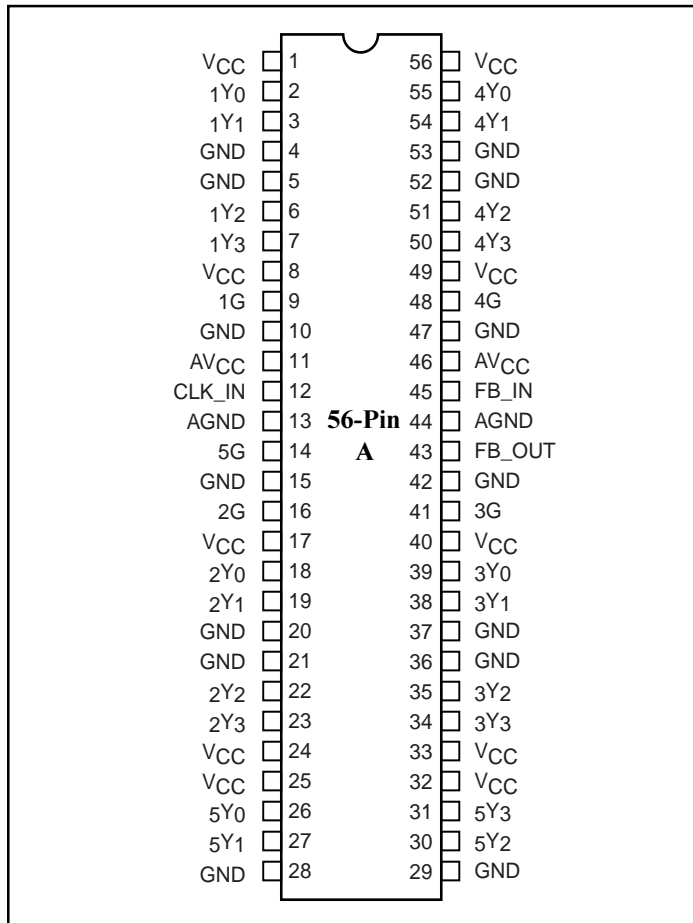 VCC 1 56 VCC
1Y0 2 55 4Y0
1Y1 3 54 4Y1
GND 4 53 GND
GND 5 52 GND
1Y2 6 51 4Y2
1Y3 7 50 4Y3
VCC 8 49 VCC
1G 9 48 4G
GND 10 47 GND
AVCC 11 46 AVCC
CLK_IN 12 45 FB_IN
AGND 13 56-Pin 44 AGND
5G 14 A 43 FB_OUT
GND 15 42 GND
2G 16 41 3G
VCC 17 40 VCC
2Y0 18 39 3Y0
2Y1 19 38 3Y1
GND 20 37 GND
GND 21 36 GND
2Y2 22 35 3Y2
2Y3 23 34 3Y3
VCC 24 33 VCC
VCC 25 32 VCC
5Y0 26 31 5Y3
5Y1 27 30 5Y2
GND 28 29 GND